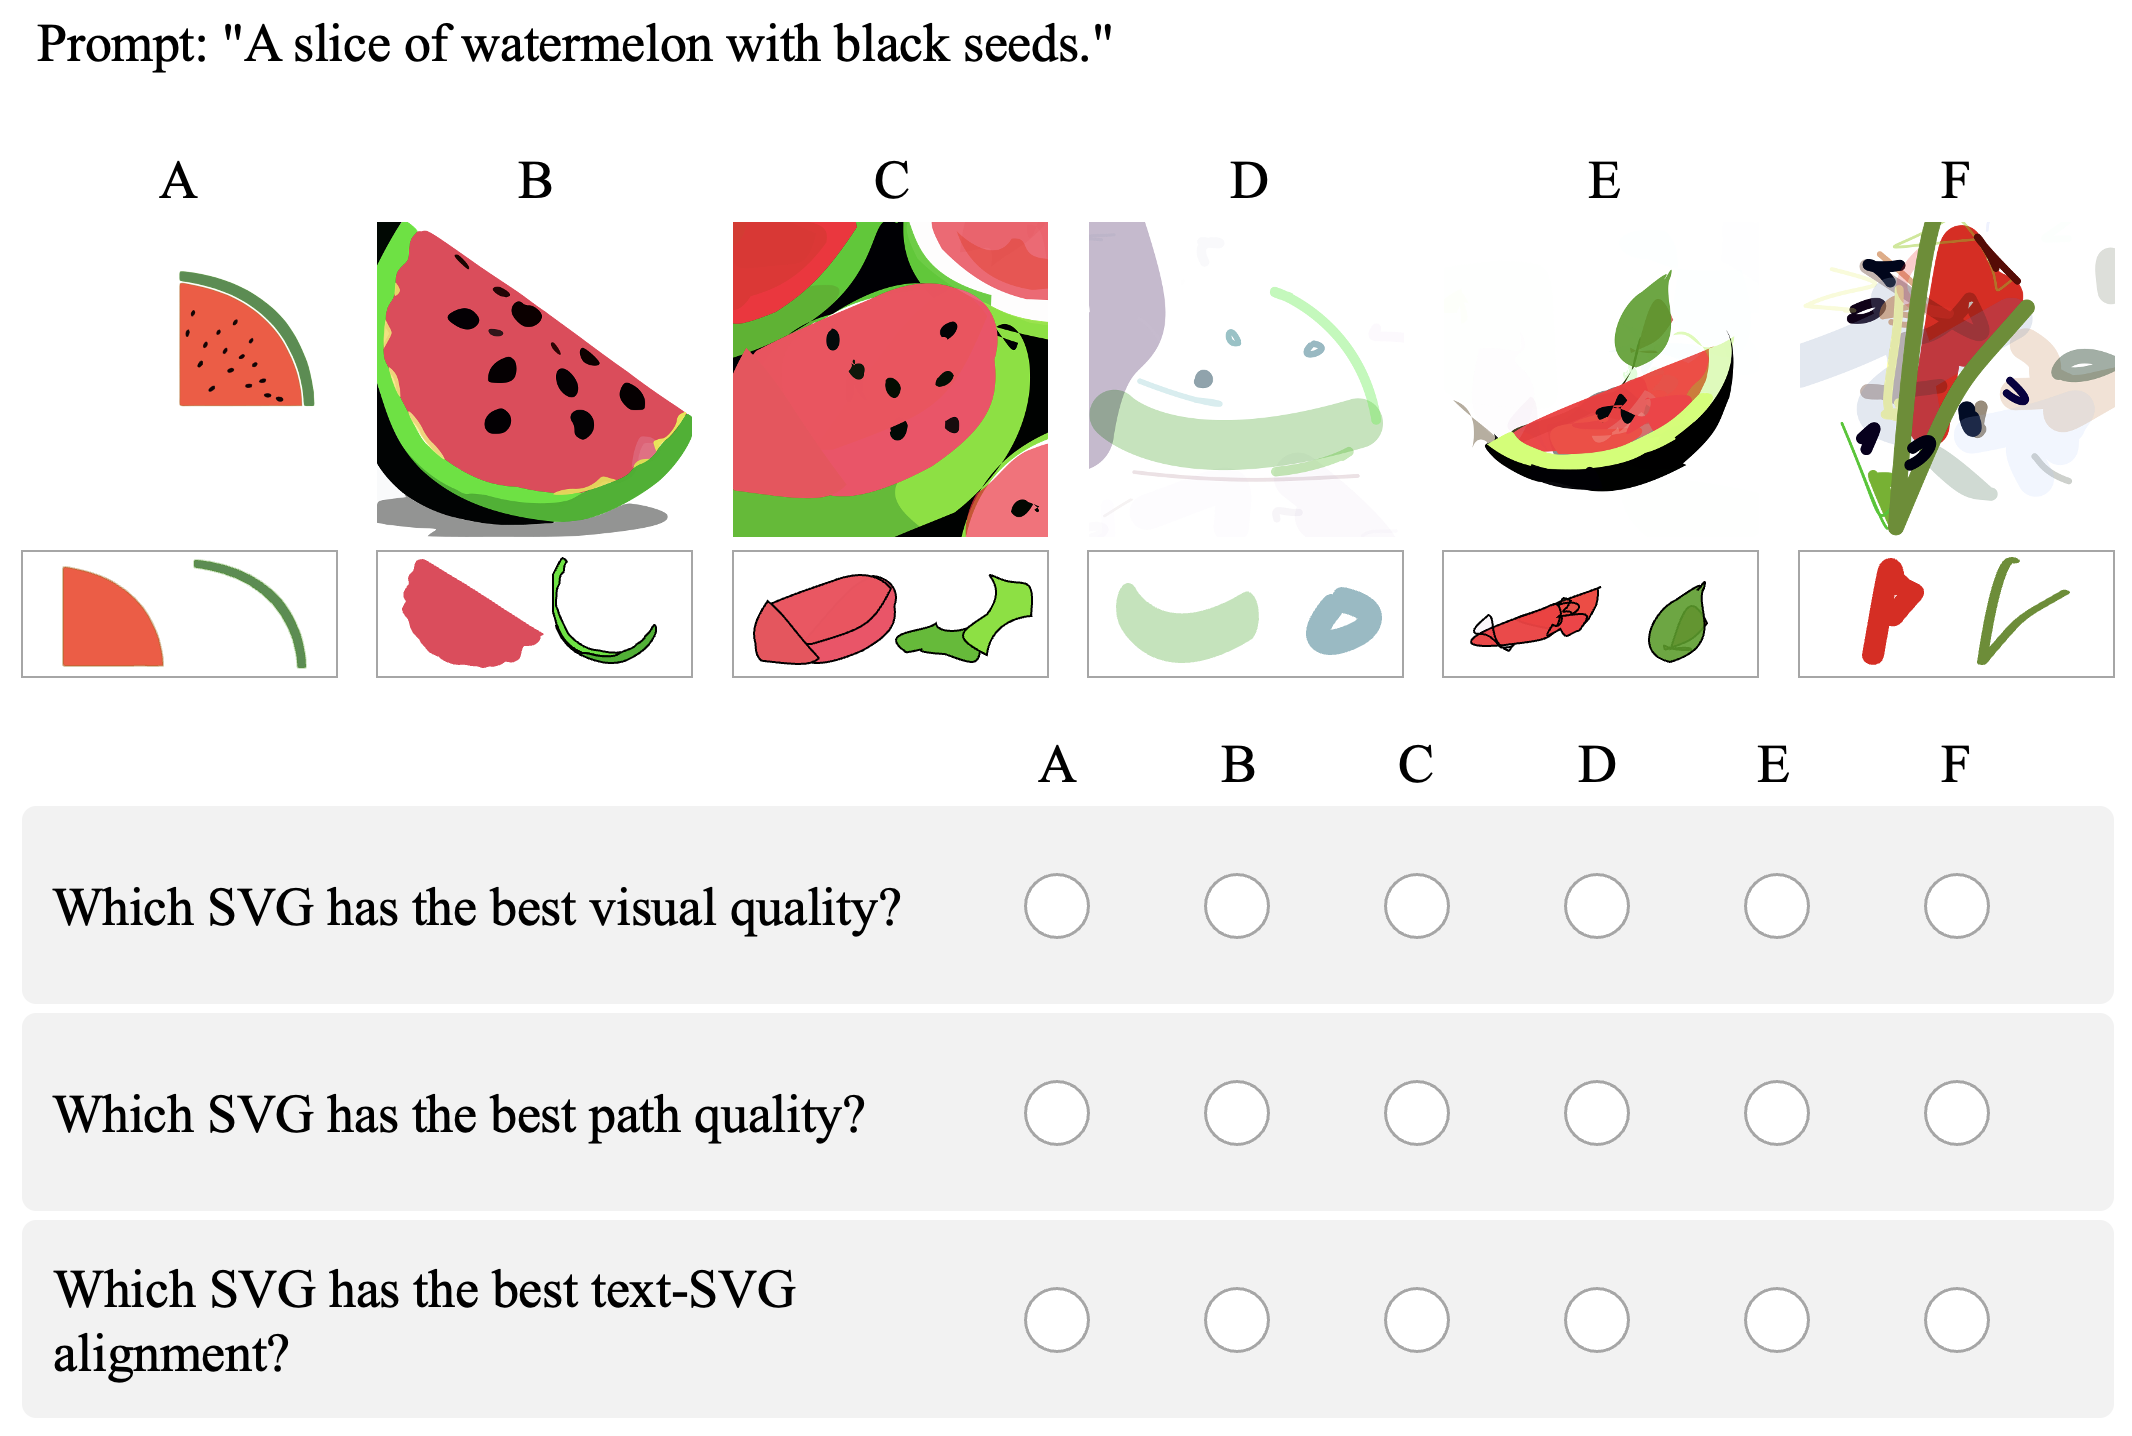 Prompt: "A slice of watermelon with black seeds."
A B C D E F
A B C D E F
Which SVG has the best visual quality?
Which SVG has the best path quality?
Which SVG has the best text-SVG
alignment?